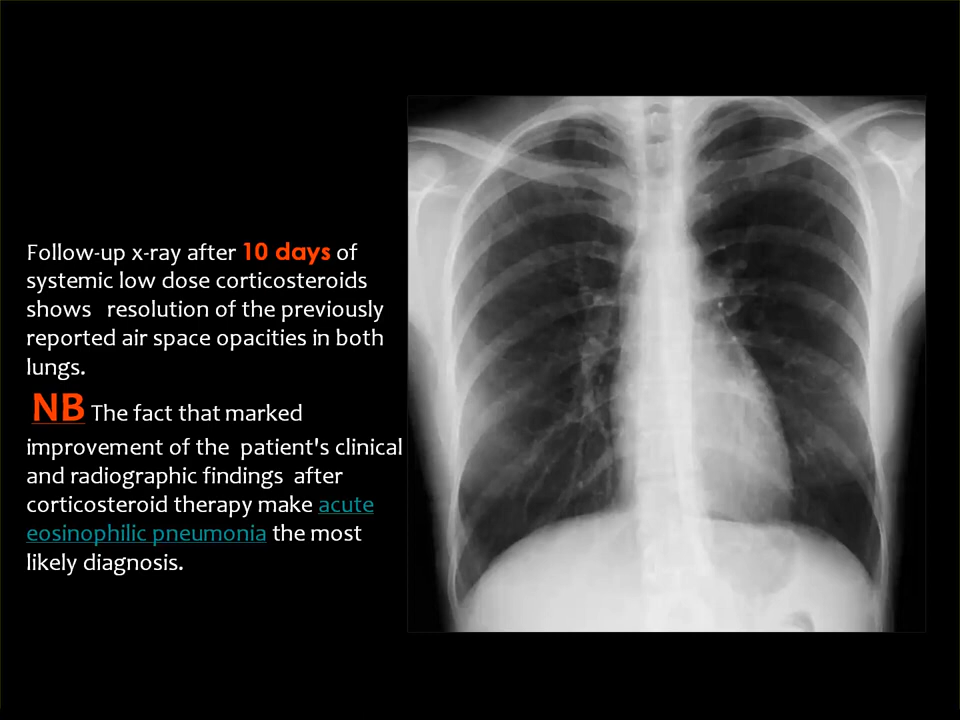 Follow-up x-ray after 10 days of
systemic low dose corticosteroids
shows resolution of the previously
reported air space opacities in both
lungs.
NB The fact that marked
improvement of the patient's clinical
and radiographic findings after
corticosteroid therapy make acute
eosinophilic pneumonia the most
likely diagnosis.